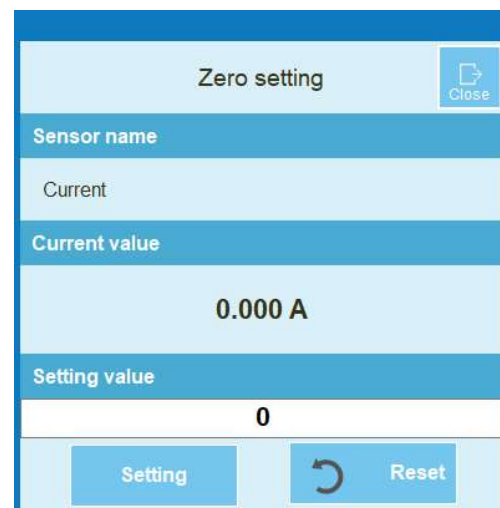 Zero setting
Close
Sensor name
Current
Current value
0.000 A
Setting value
0
Setting Reset